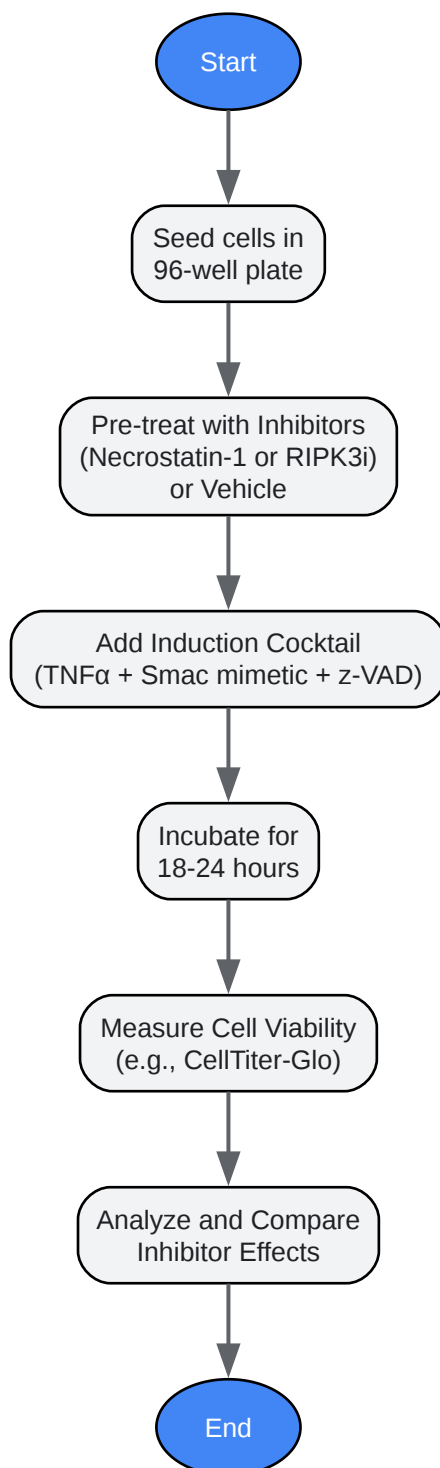 Start
Seed cells in
96-well plate
Pre-treat with Inhibitors
(Necrostatin-1 or RIPK3i)
or Vehicle
Add Induction Cocktail
(TNFα + Smac mimetic + z-VAD)
Incubate for
18-24 hours
Measure Cell Viability
(e.g., CellTiter-Glo)
Analyze and Compare
Inhibitor Effects
End